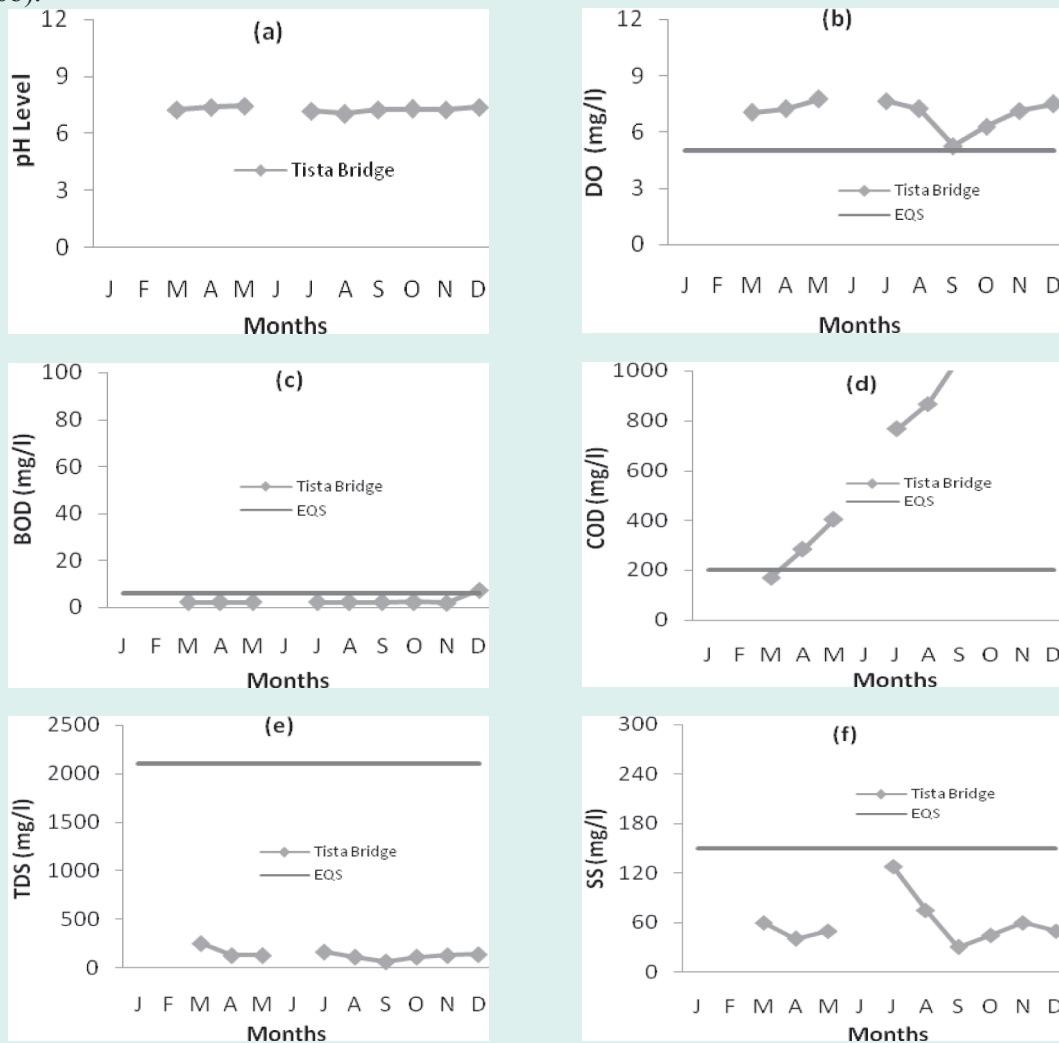 (a)
12
9
6
3
0
pH Level
Tista Bridge
J F M A M J J A S O N D
Months
(b)
12
9
6
3
0
DO (mg/l)
Tista Bridge
EQS
J F M A M J J A S O N D
Months
(c)
100
80
60
40
20
0
BOD (mg/l)
Tista Bridge
EQS
J F M A M J J A S O N D
Months
(d)
1000
800
600
400
200
0
COD (mg/l)
Tista Bridge
EQS
J F M A M J J A S O N D
Months
(e)
2500
2000
1500
1000
500
0
TDS (mg/l)
Tista Bridge
EQS
J F M A M J J A S O N D
Months
(f)
300
240
180
120
60
0
SS (mg/l)
Tista Bridge
EQS
J F M A M J J A S O N D
Months